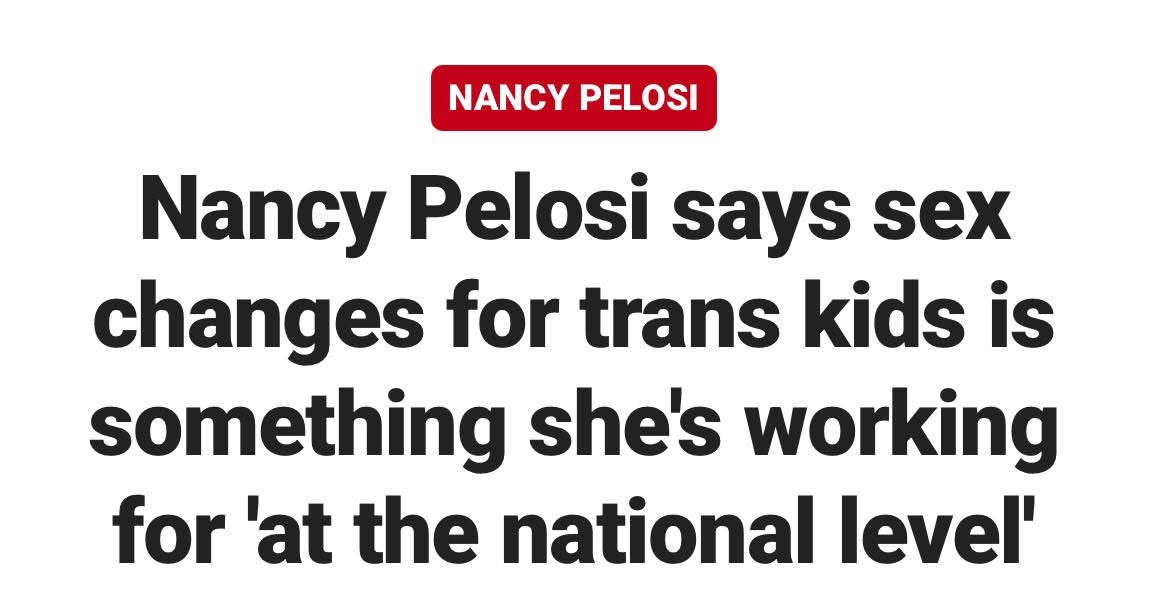 NANCY PELOSI
Nancy Pelosi says sex
changes for trans kids is
something she's working
for 'at the national level'